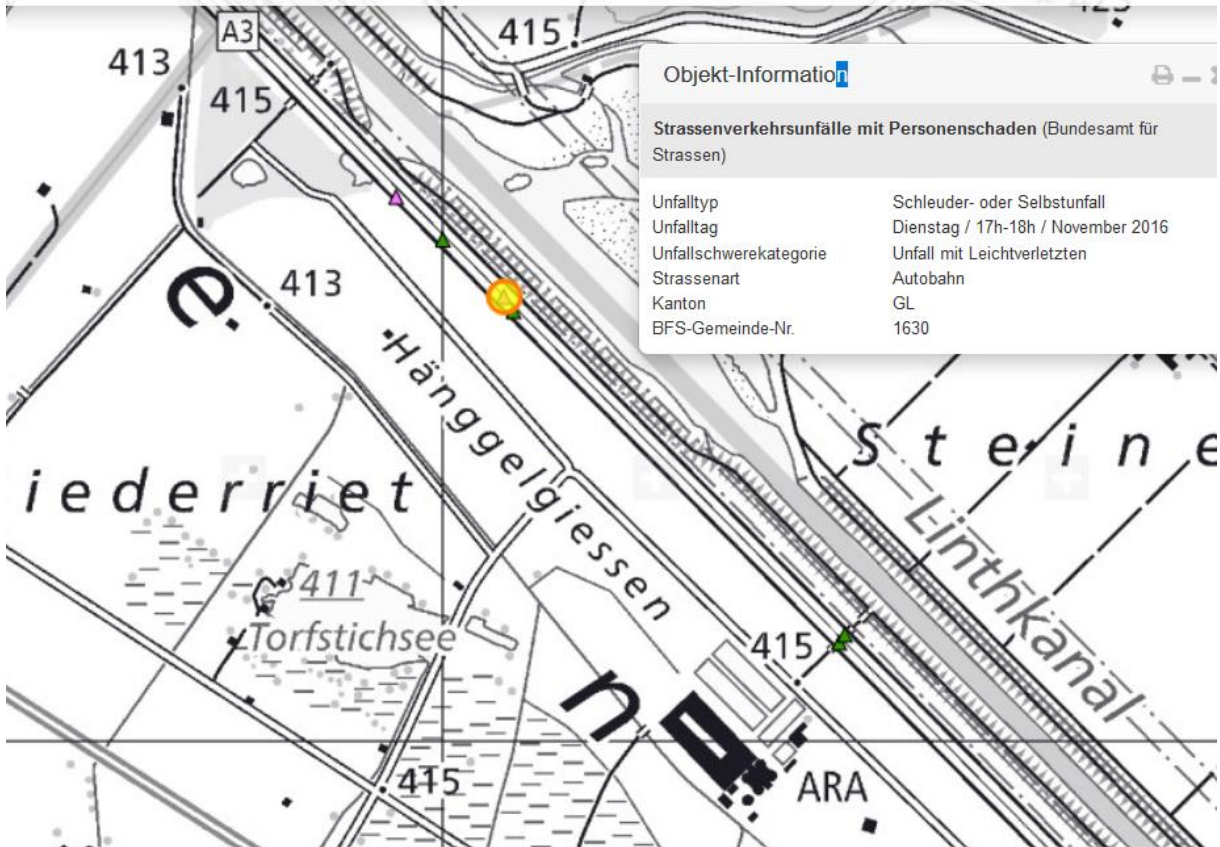 A3
413
415
415
425
Objekt-Information
Strassenverkehrsunfälle mit Personenschaden (Bundesamt für
Strassen)
Unfalltyp Schleuder- oder Selbstunfall
Unfalltag Dienstag / 17h-18h / November 2016
Unfallschwerekategorie Unfall mit Leichtverletzten
Strassenart Autobahn
Kanton GL
BFS-Gemeinde-Nr. 1630
e
413
Hänggelgiessen
Steine
iederriet
Linthkanal
411
Torfstichsee
415
n
415
ARA